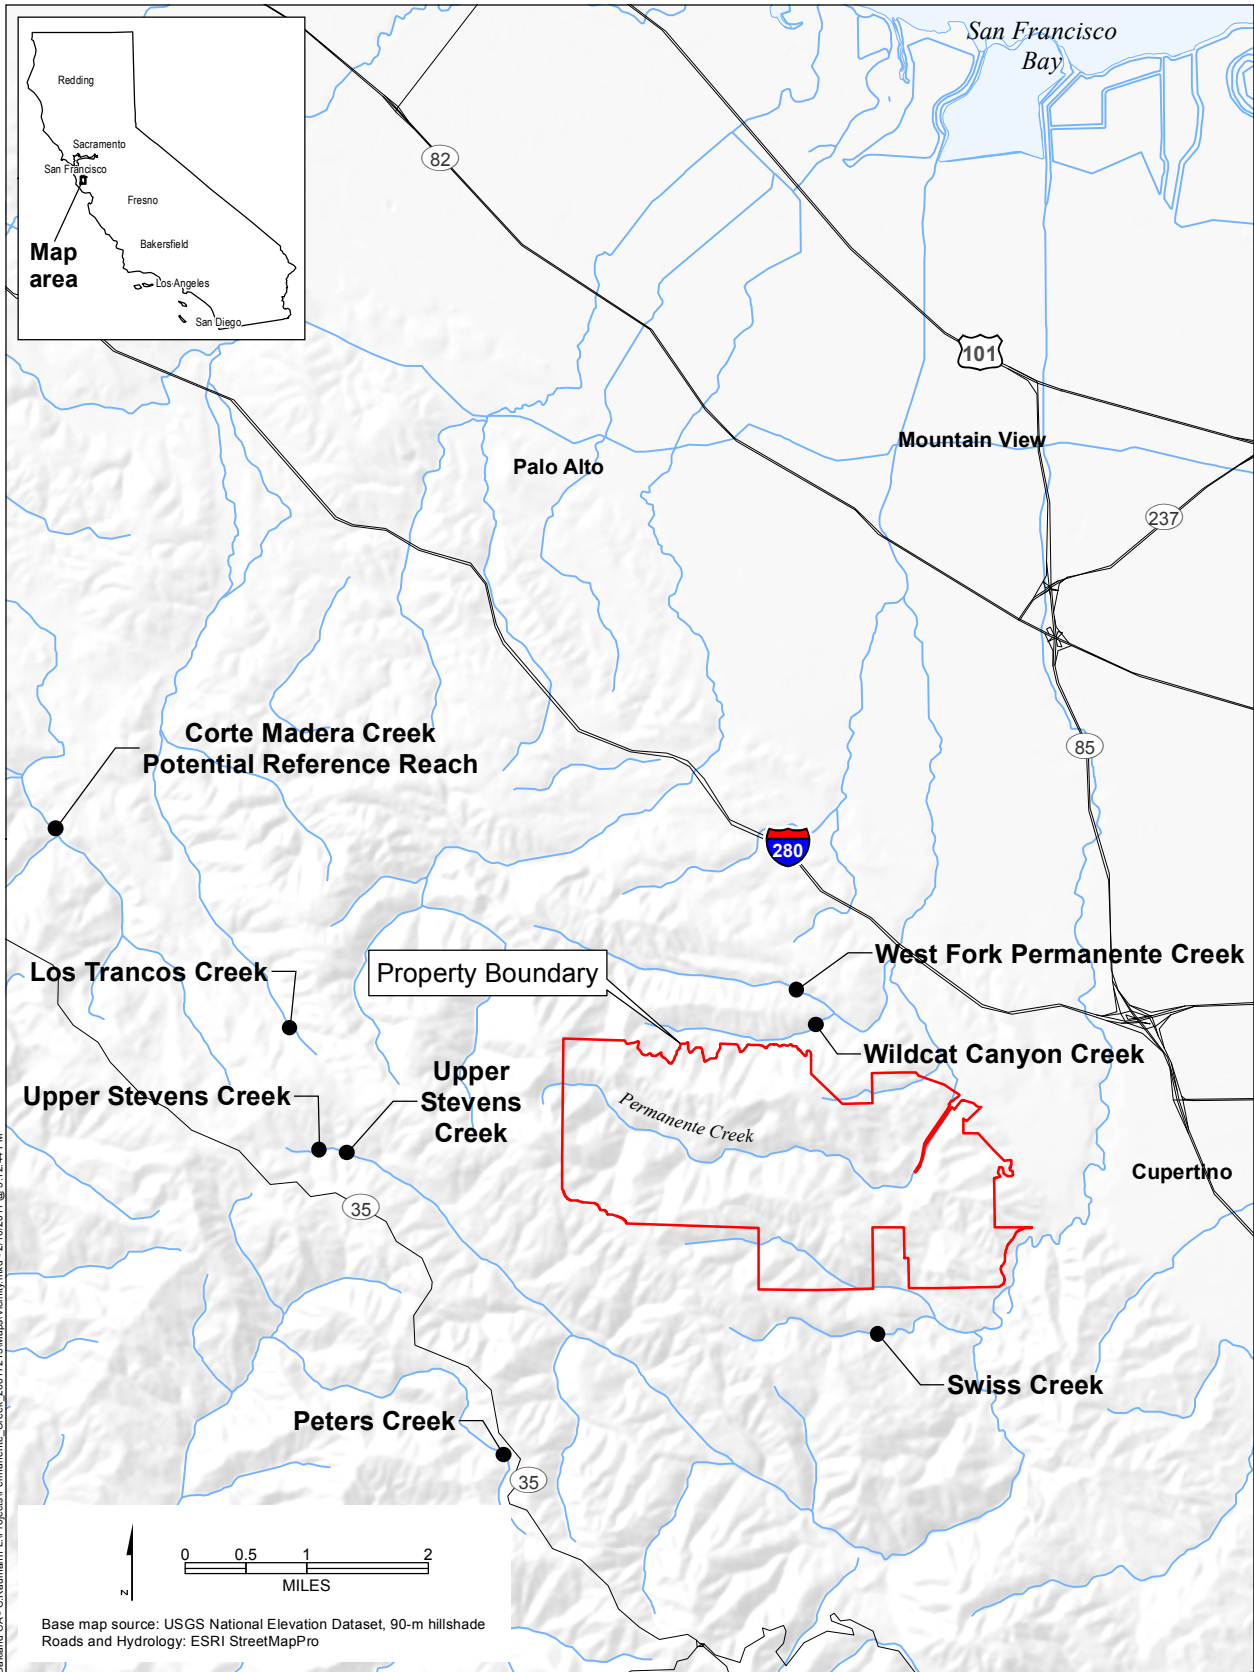 San Francisco
Bay
Redding
Sacramento
San Francisco
Fresno
Bakersfield
Los Angeles
San Diego
Map
area
82
101
Mountain View
Palo Alto
237
Corte Madera Creek
Potential Reference Reach
85
280
West Fork Permanente Creek
Los Trancos Creek
Property Boundary
Wildcat Canyon Creek
Upper Stevens Creek
Upper
Stevens
Creek
Permanente Creek
Cupertino
35
Swiss Creek
Peters Creek
35
N
0 0.5 1 2
MILES
Base map source: USGS National Elevation Dataset, 90-m hillshade
Roads and Hydrology: ESRI StreetMapPro